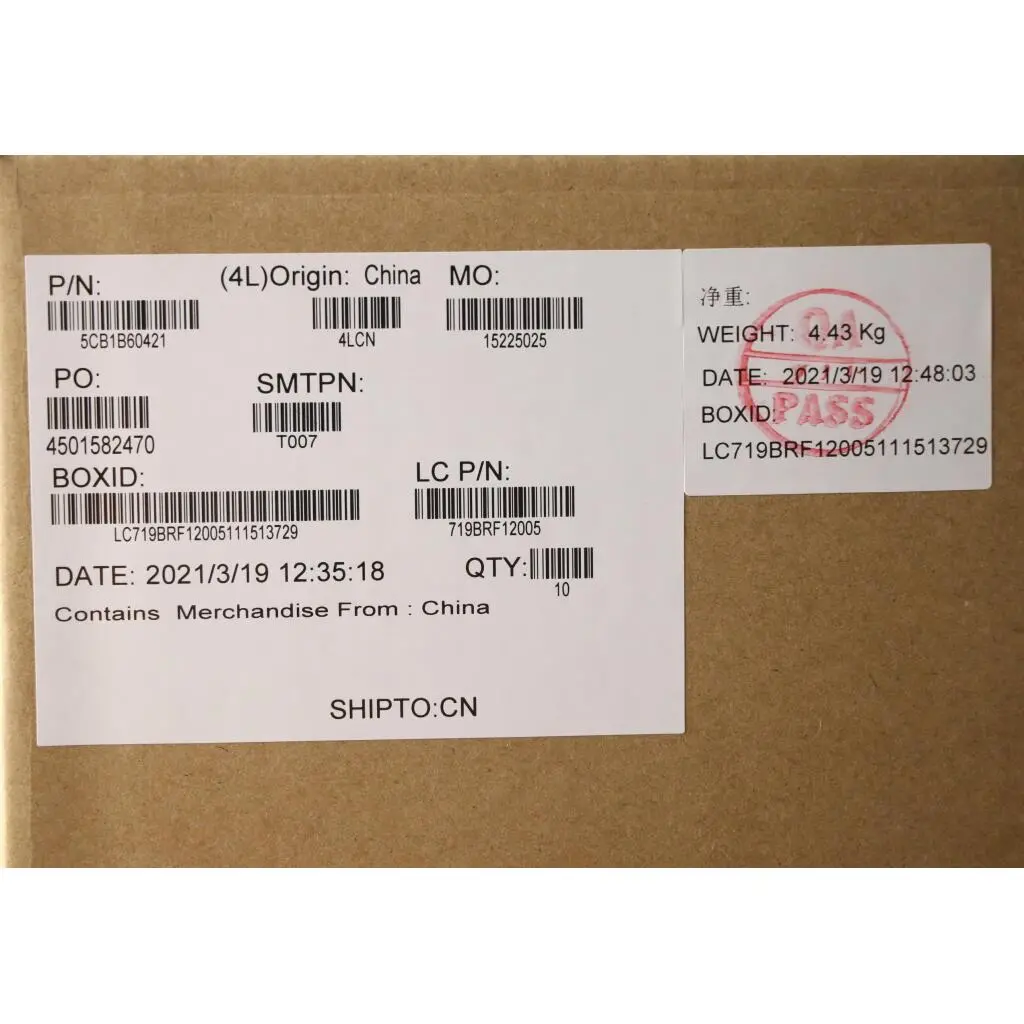 P/N: (4L)Origin: China MO:
5CB1B60421 4LCN 15225025
PO: SMTPN:
4501582470 T007
BOXID: LC P/N:
LC719BRF12005111513729 719BRF12005
DATE: 2021/3/19 12:35:18 QTY:
10
Contains Merchandise From : China
SHIPTO:CN
净重:
WEIGHT: 4.43 Kg
DATE: 2021/3/19 12:48:03
BOXID:
LC719BRF12005111513729
QA
PASS